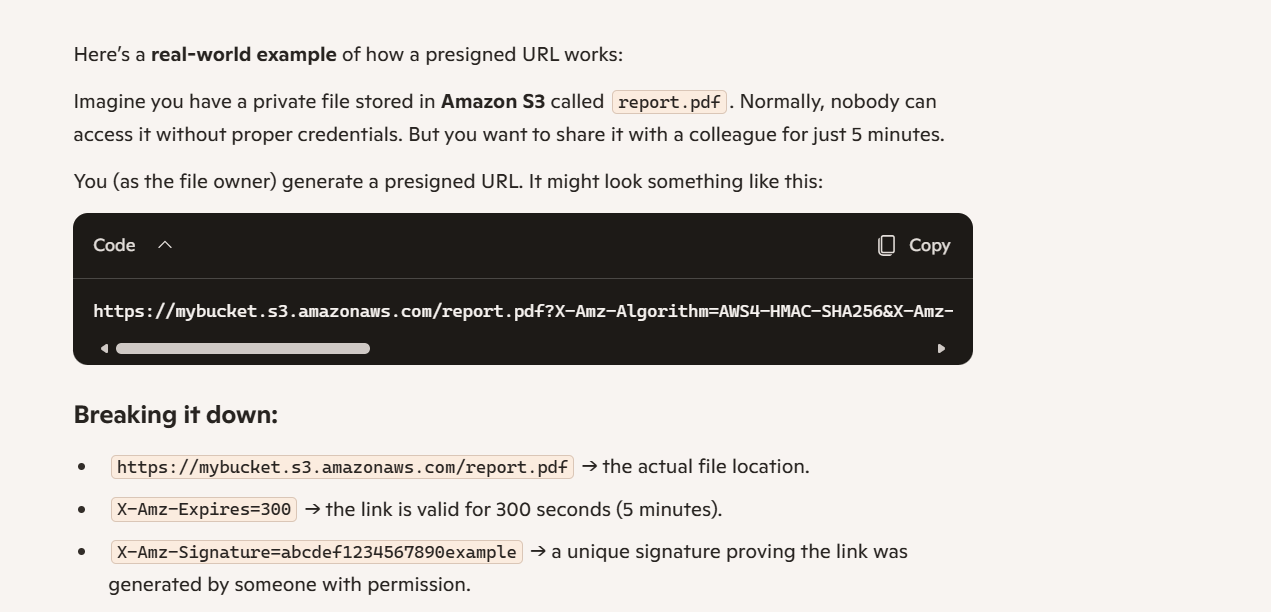 Here's a real-world example of how a presigned URL works:
Imagine you have a private file stored in Amazon S3 called report.pdf. Normally, nobody can
access it without proper credentials. But you want to share it with a colleague for just 5 minutes.
You (as the file owner) generate a presigned URL. It might look something like this:
Code
Copy
https://mybucket.s3.amazonaws.com/report.pdf?X-Amz-Algorithm=AWS4-HMAC-SHA256&X-Amz-
Breaking it down:
• https://mybucket.s3.amazonaws.com/report.pdf → the actual file location.
• X-Amz-Expires=300 → the link is valid for 300 seconds (5 minutes).
• X-Amz-Signature=abcdef1234567890example → a unique signature proving the link was
generated by someone with permission.